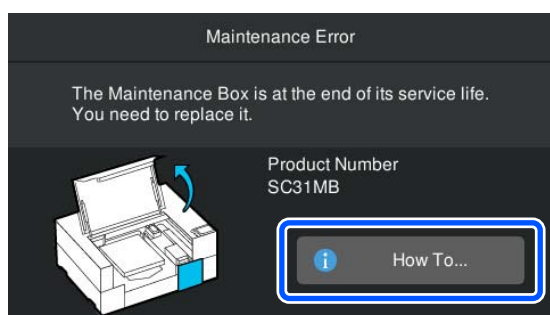 Maintenance Error
The Maintenance Box is at the end of its service life.
You need to replace it.
Product Number
SC31MB
i
How To...